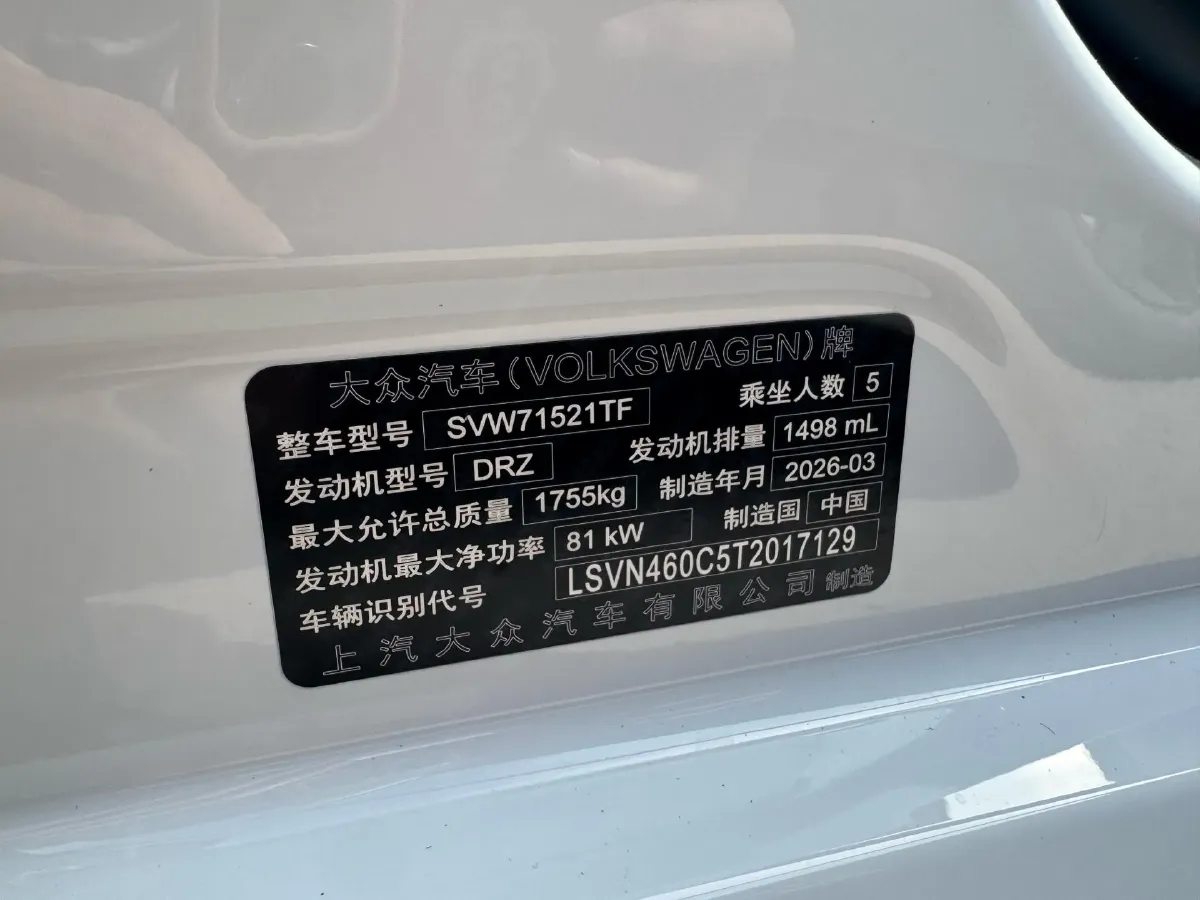 大众汽车(VOLKSWAGEN)牌
整车型号 SVW71521TF 乘坐人数 5
发动机型号 DRZ 发动机排量 1498 mL
最大允许总质量 1755kg 制造年月 2026-03
发动机最大净功率 81 kW 制造国 中国
车辆识别代号 LSVN460C5T2017129
上汽大众汽车有限公司制造